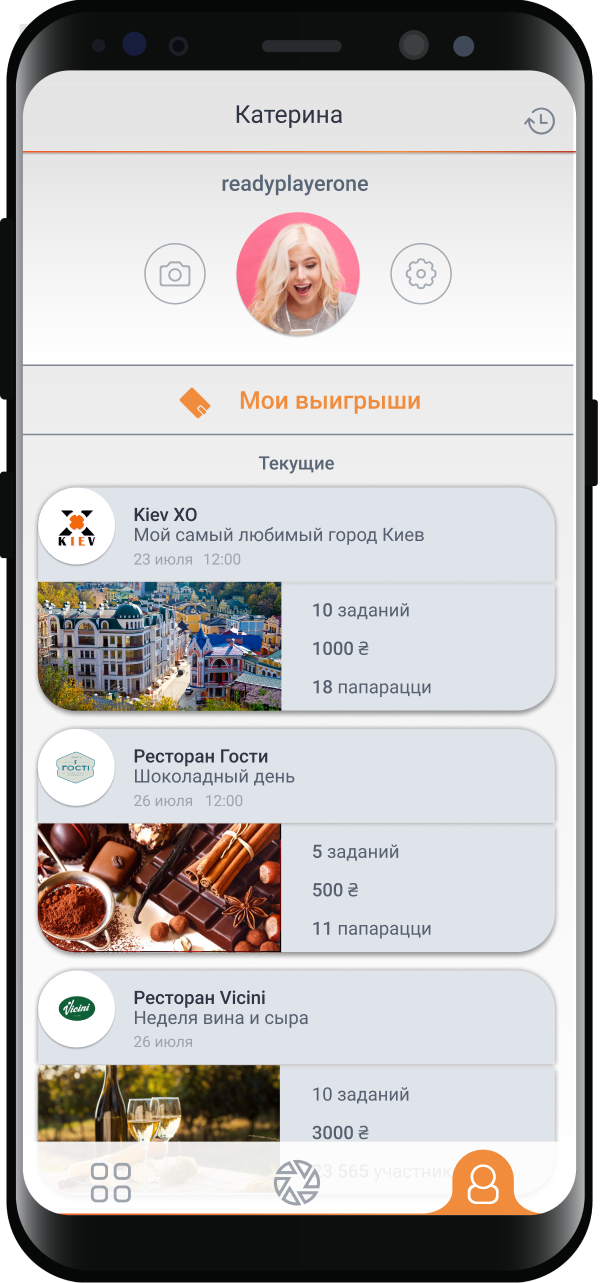 Катерина
readyplayerone
Мои выигрыши
Текущие
KIEV
Kiev XO
Мой самый любимый город Киев
23 июля 12:00
10 заданий
1000 ₴
18 папарацци
ГОСТІ
Ресторан Гости
Шоколадный день
26 июля 12:00
5 заданий
500 ₴
11 папарацци
Vicini
Ресторан Vicini
Неделя вина и сыра
26 июля
10 заданий
3000 ₴
565 участник